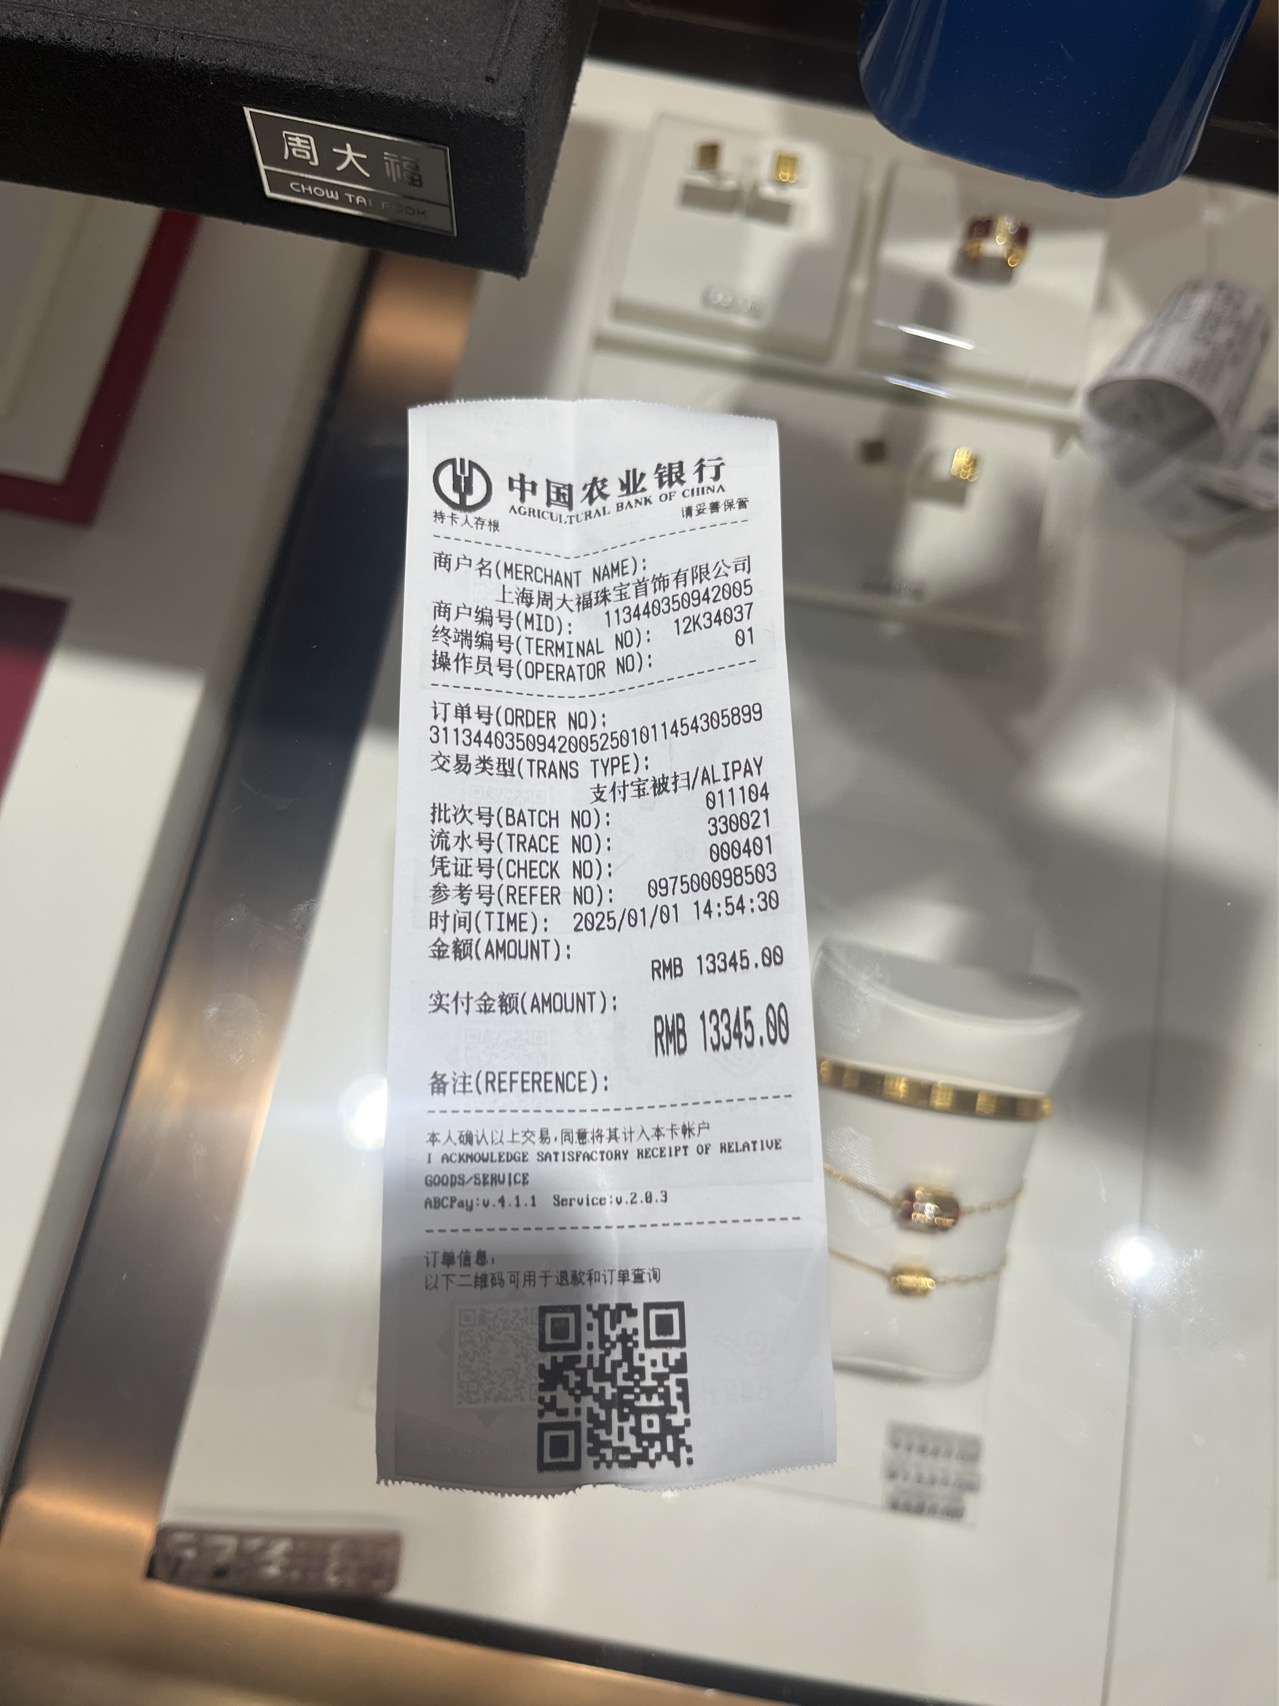 周大福
CHOW TAI FOOK
中国农业银行
AGRICULTURAL BANK OF CHINA
持卡人存根 请妥善保管
商户名(MERCHANT NAME):
上海周大福珠宝首饰有限公司
商户编号(MID): 113440350942005
终端编号(TERMINAL NO): 12K34037
操作员号(OPERATOR NO): 01
订单号(ORDER NO):
31134403509420052501011454305899
交易类型(TRANS TYPE):
支付宝被扫/ALIPAY
批次号(BATCH NO): 011104
流水号(TRACE NO): 330021
凭证号(CHECK NO): 000401
参考号(REFER NO): 097500098503
时间(TIME): 2025/01/01 14:54:30
金额(AMOUNT):
RMB 13345.00
实付金额(AMOUNT):
RMB 13345.00
备注(REFERENCE):
本人确认以上交易,同意将其计入本卡帐户
I ACKNOWLEDGE SATISFACTORY RECEIPT OF RELATIVE
GOODS/SERVICE
ABCPay:v.4.1.1 Service:v.2.0.3
订单信息:
以下二维码可用于退款和订单查询